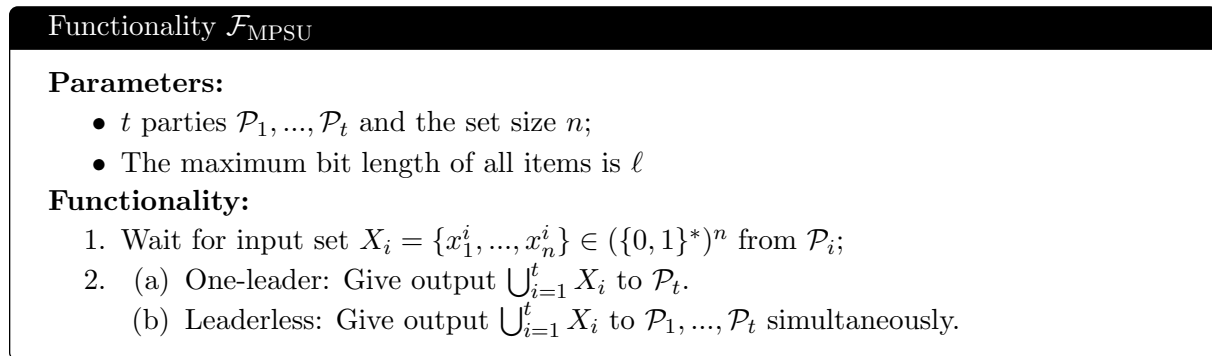 Functionality $\mathcal{F}_{\mathrm{MPSU}}$
Parameters:
• $t$ parties $\mathcal{P}_1, ..., \mathcal{P}_t$ and the set size $n$;
• The maximum bit length of all items is $\ell$
Functionality:
1. Wait for input set $X_i = \{x_1^i, ..., x_n^i\} \in (\{0, 1\}^*)^n$ from $\mathcal{P}_i$;
2. (a) One-leader: Give output $\bigcup_{i=1}^t X_i$ to $\mathcal{P}_t$.
(b) Leaderless: Give output $\bigcup_{i=1}^t X_i$ to $\mathcal{P}_1, ..., \mathcal{P}_t$ simultaneously.